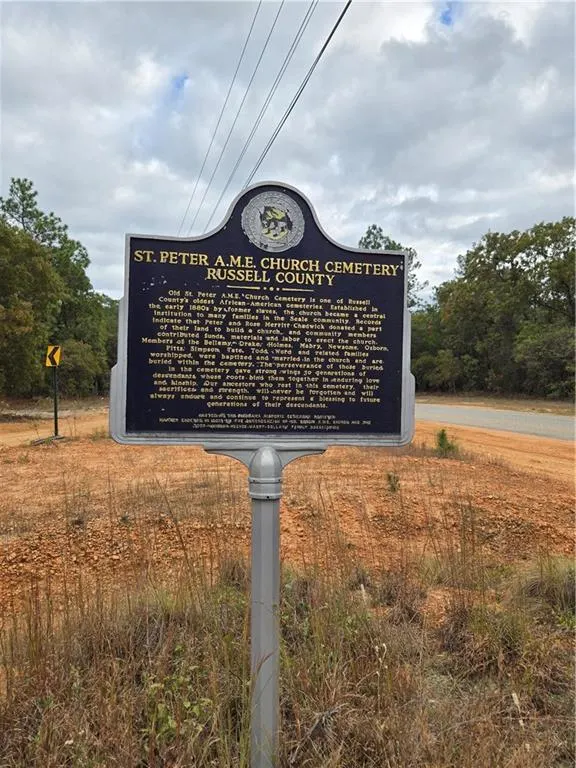 ST. PETER A.M.E. CHURCH CEMETERY
RUSSELL COUNTY
Old St. Peter A.M.E. Church Cemetery is one of Russell
County's oldest African-American cemeteries. Established in
the early 1880s by former slaves, the church became a central
institution to many families in the Seale community. Records
indicate that Peter and Rose Merritt Chadwick donated a part
of their land to build a church, and community members
contributed funds, materials and labor to erect the church.
Members of the Bellamy, Drake, Holmes, Mabry, Newsome, Osborn,
Pitts, Simpson, Tate, Todd, Word and related families
worshipped, were baptized and married in the church and are
buried within the cemetery. The perseverance of those buried
in the cemetery gave strong wings to generations of
descendants whose roots bind them together in enduring love
and kinship. Our ancestors who rest in this cemetery, their
sacrifices and strength, will never be forgotten and will
always endure and continue to represent a blessing to future
generations of their descendants.